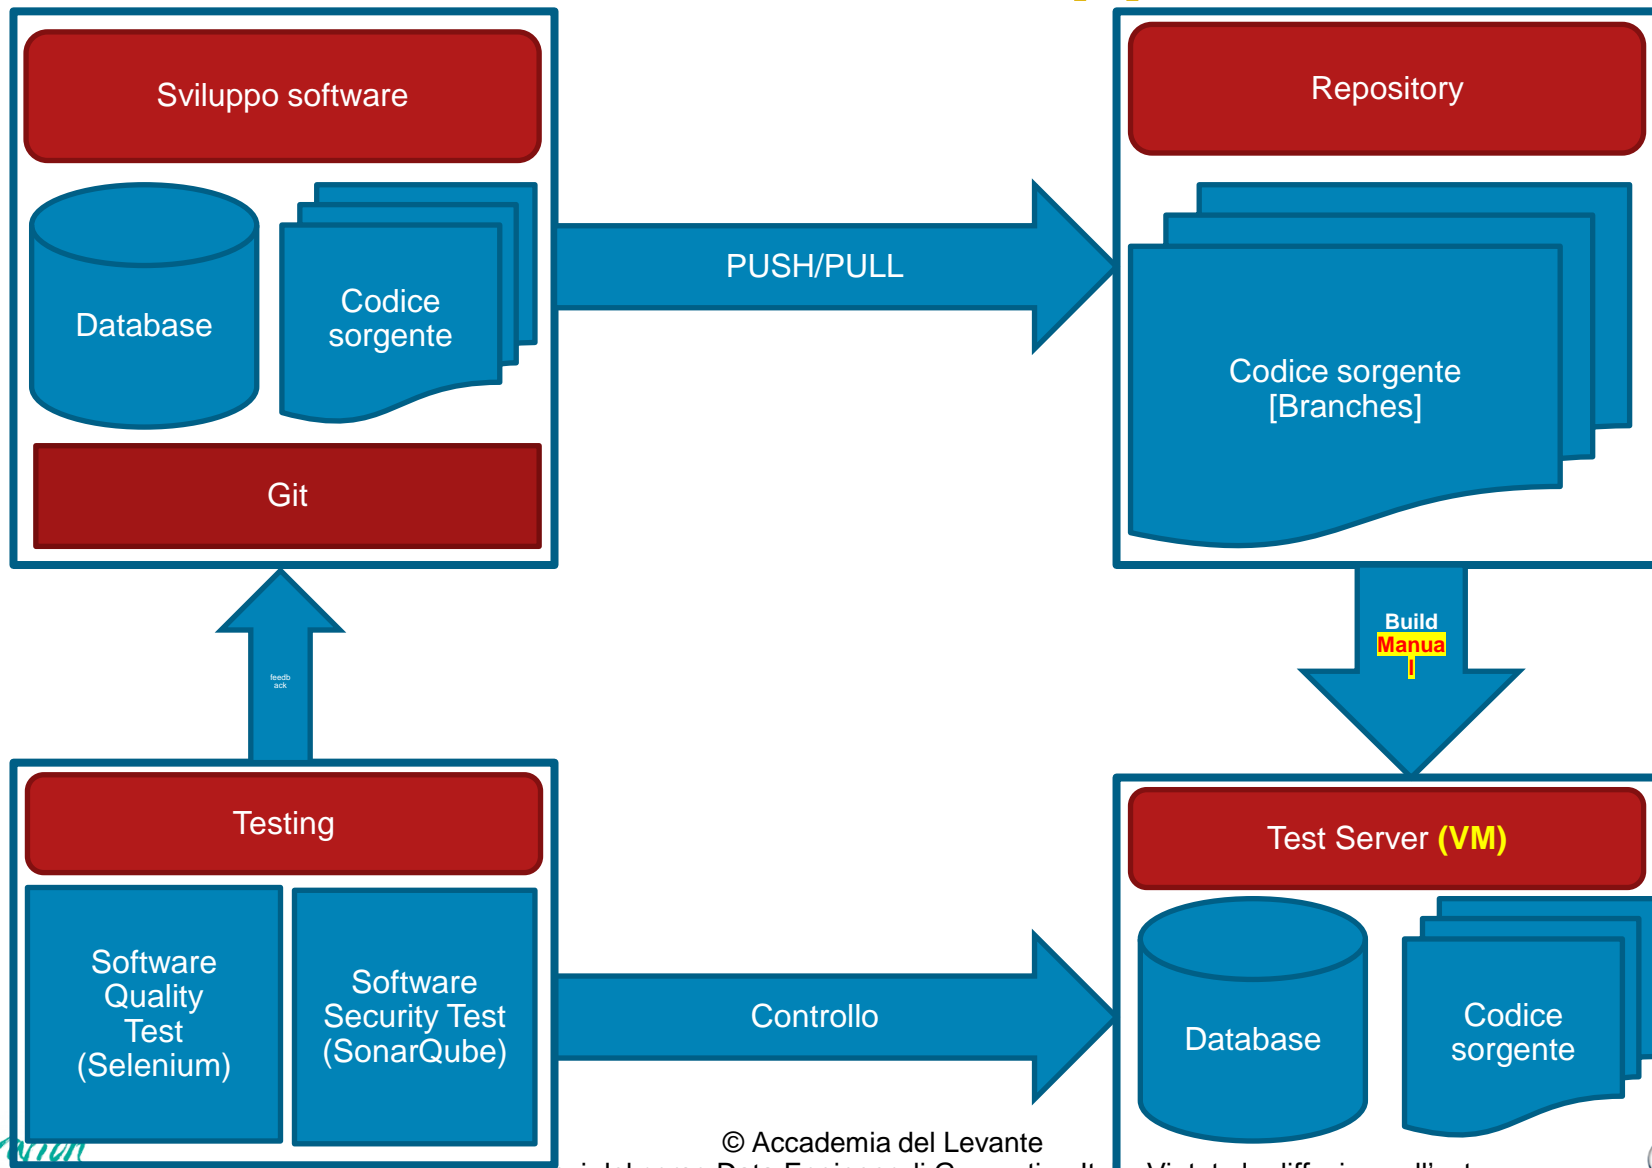 Sviluppo software
Repository
Database
Codice
sorgente
PUSH/PULL
Codice sorgente
[Branches]
Git
Build
Manua
l
feedb
ack
Testing
Test Server (VM)
Software
Quality
Test
(Selenium)
Software
Security Test
(SonarQube)
Controllo
Database
Codice
sorgente
© Accademia del Levante